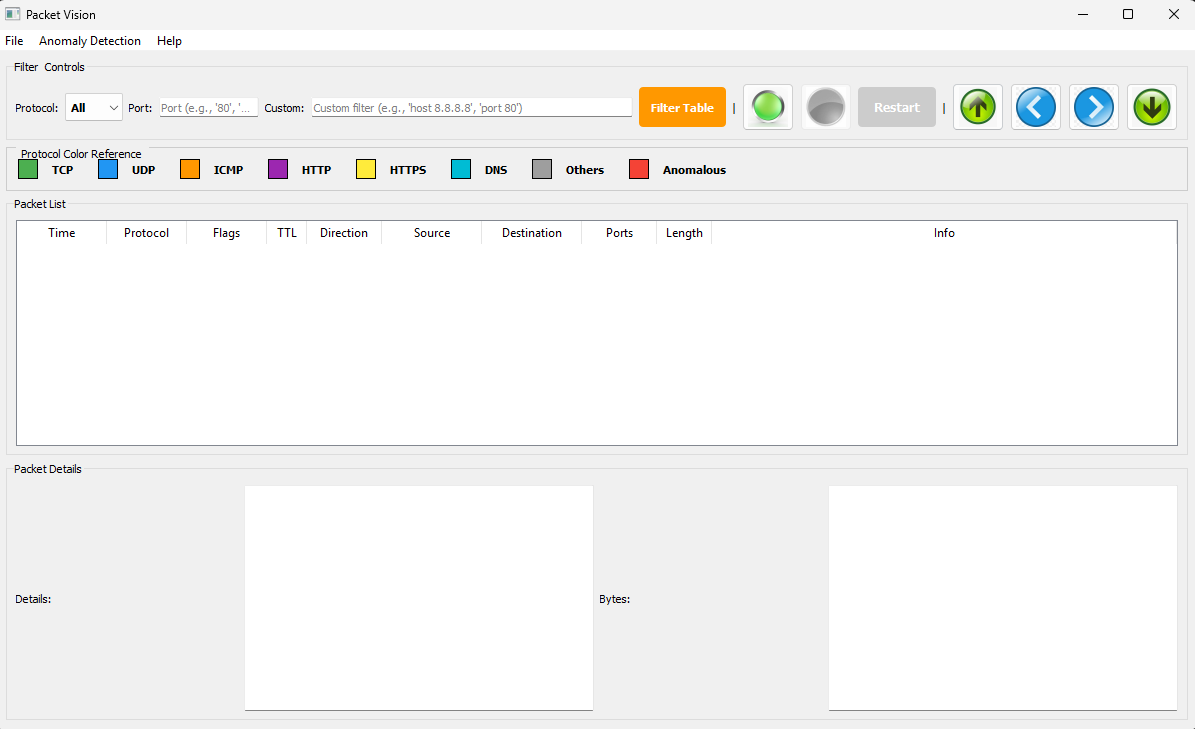 Packet Vision
File Anomaly Detection Help
Filter Controls
Protocol: All Port: Port (e.g., '80', '... Custom: Custom filter (e.g., 'host 8.8.8.8', 'port 80') Filter Table | Restart |
Protocol Color Reference
TCP UDP ICMP HTTP HTTPS DNS Others Anomalous
Packet List
Time Protocol Flags TTL Direction Source Destination Ports Length Info
Packet Details
Details: Bytes: